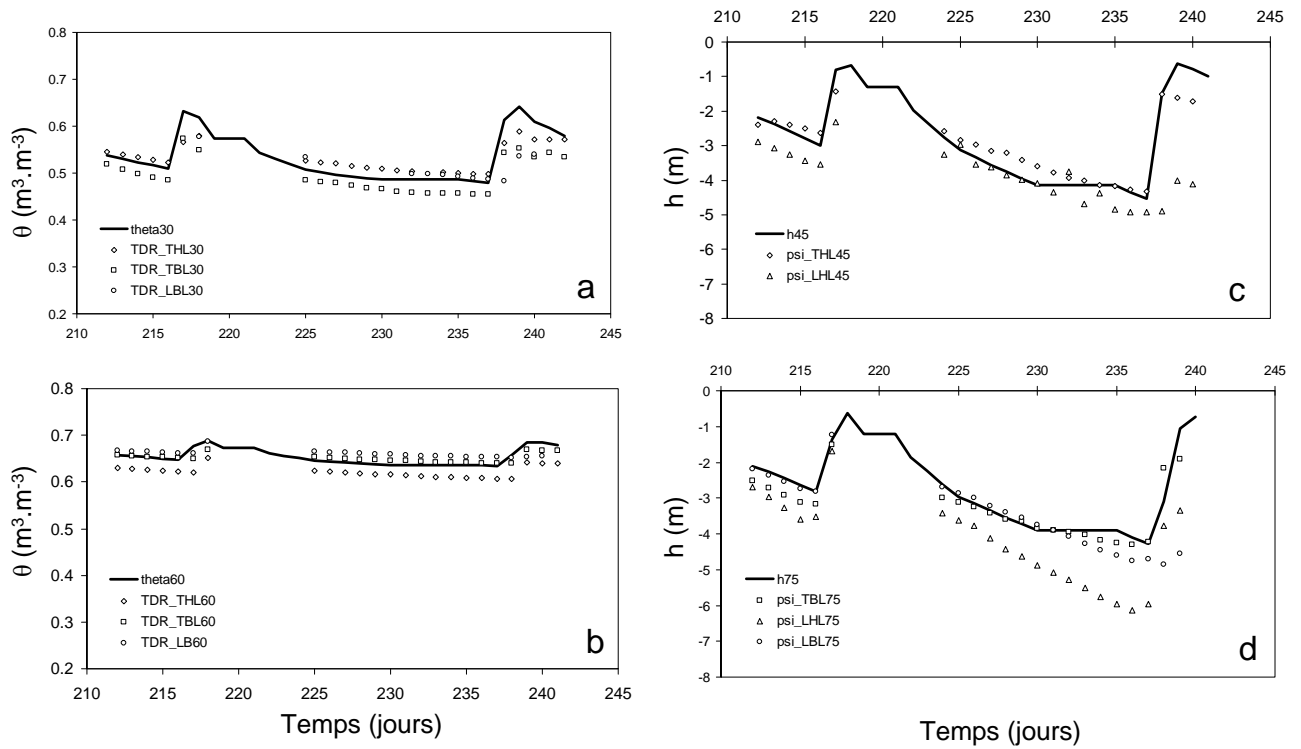 0.8
0.7
0.6
0.5
0.4
0.3
0.2
θ (m³.m⁻³)
theta30
TDR_THL30
TDR_TBL30
TDR_LBL30
a
210 215 220 225 230 235 240 245
0.8
0.7
0.6
0.5
0.4
0.3
0.2
θ (m³.m⁻³)
theta60
TDR_THL60
TDR_TBL60
TDR_LB60
b
210 215 220 225 230 235 240 245
Temps (jours)
210 215 220 225 230 235 240 245
0
-1
-2
-3
-4
-5
-6
-7
-8
h (m)
h45
psi_THL45
psi_LHL45
c
210 215 220 225 230 235 240 245
0
-1
-2
-3
-4
-5
-6
-7
-8
h (m)
h75
psi_TBL75
psi_LHL75
psi_LBL75
d
Temps (jours)